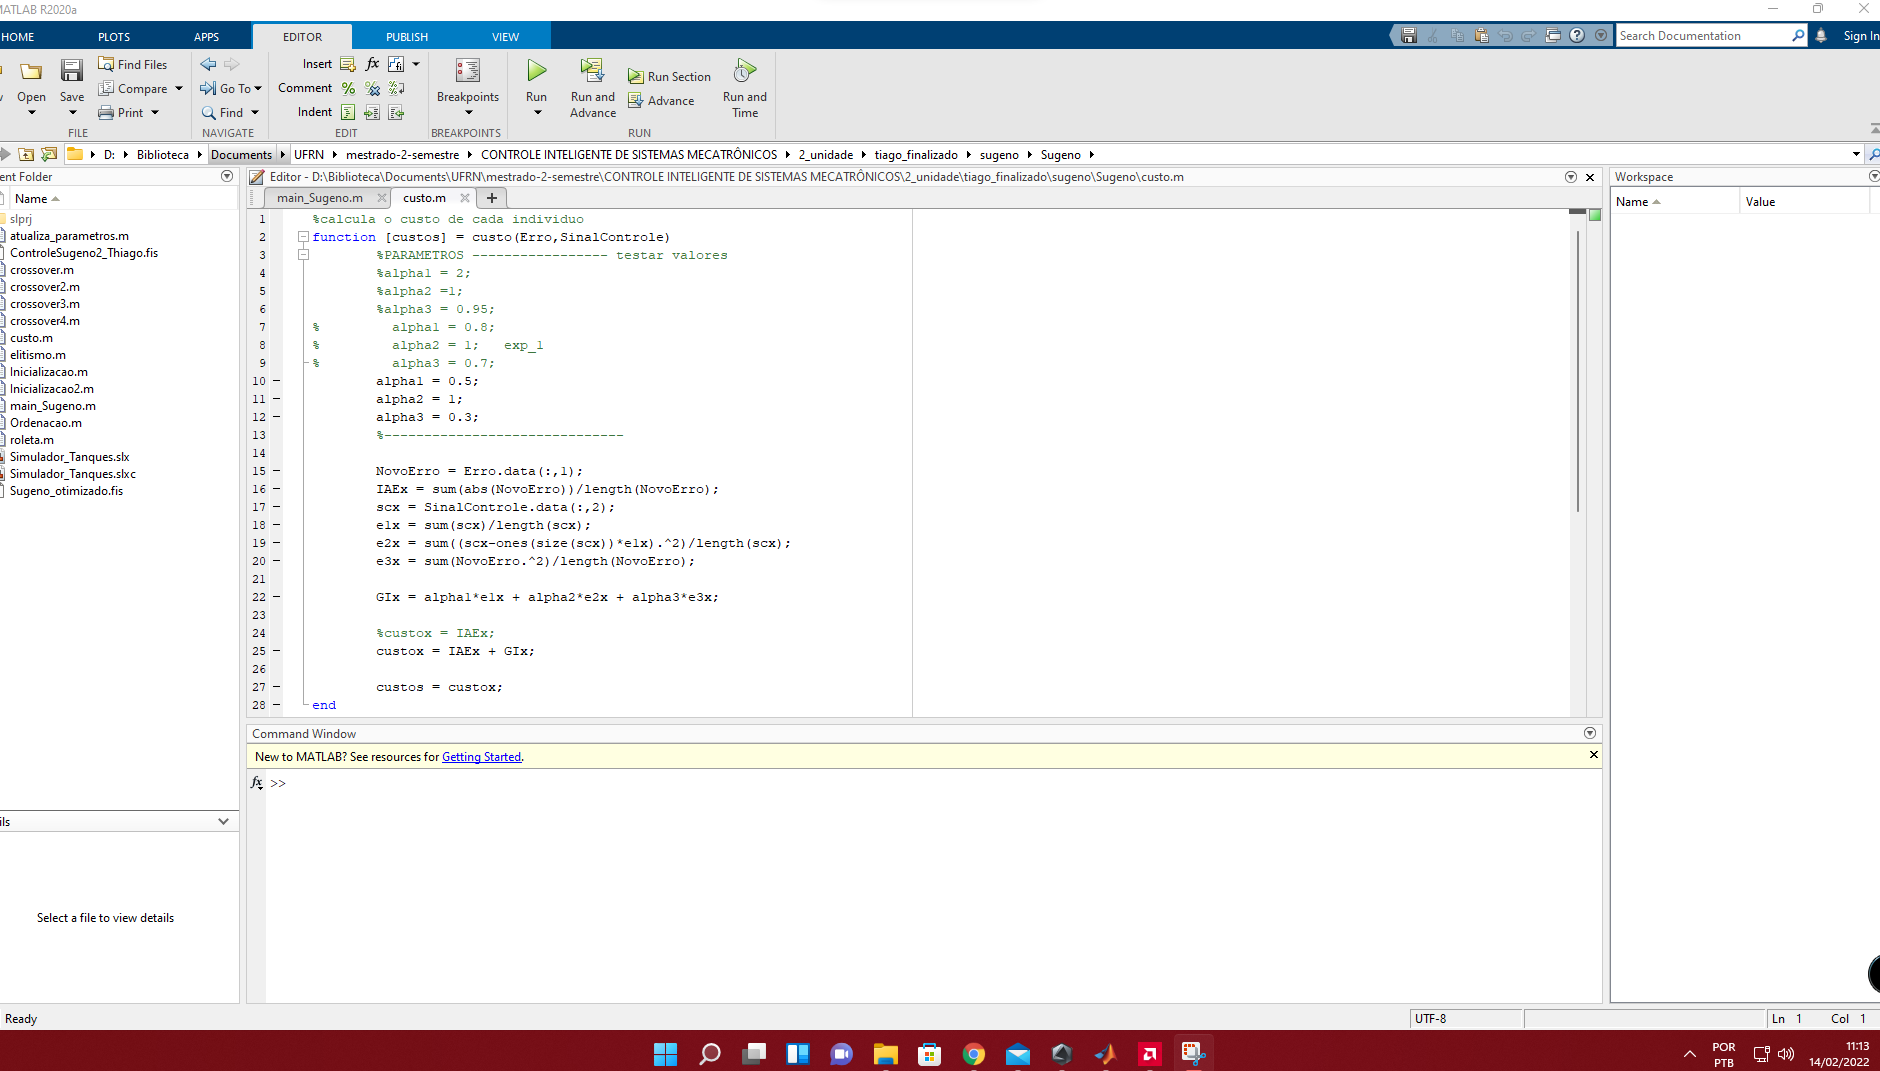 MATLAB R2020a
HOME PLOTS APPS EDITOR PUBLISH VIEW Search Documentation Sign In
Open Save Find Files Compare Print
Go To Find
Insert fx
Comment %
Indent
Breakpoints
Run Run and Advance Run Section Advance Run and Time
FILE NAVIGATE EDIT BREAKPOINTS RUN
D: Biblioteca Documents UFRN mestrado-2-semestre CONTROLE INTELIGENTE DE SISTEMAS MECATRÔNICOS 2_unidade tiago_finalizado sugeno Sugeno
ent Folder
Name
slprj
atualiza_parametros.m
ControleSugeno2_Thiago.fis
crossover.m
crossover2.m
crossover3.m
crossover4.m
custo.m
elitismo.m
Inicializacao.m
Inicializacao2.m
main_Sugeno.m
Ordenacao.m
roleta.m
Simulador_Tanques.slx
Simulador_Tanques.slxc
Sugeno_otimizado.fis
ils
Select a file to view details
Editor - D:\Biblioteca\Documents\UFRN\mestrado-2-semestre\CONTROLE INTELIGENTE DE SISTEMAS MECATRÔNICOS\2_unidade\tiago_finalizado\sugeno\Sugeno\custo.m
main_Sugeno.m custo.m
1 %calcula o custo de cada individuo
2 function [custos] = custo(Erro,SinalControle)
3 %PARAMETROS ----------------- testar valores
4 %alpha1 = 2;
5 %alpha2 =1;
6 %alpha3 = 0.95;
7 % alpha1 = 0.8;
8 % alpha2 = 1; exp_1
9 % alpha3 = 0.7;
10 alpha1 = 0.5;
11 alpha2 = 1;
12 alpha3 = 0.3;
13 %------------------------------
14
15 NovoErro = Erro.data(:,1);
16 IAEx = sum(abs(NovoErro))/length(NovoErro);
17 scx = SinalControle.data(:,2);
18 e1x = sum(scx)/length(scx);
19 e2x = sum((scx-ones(size(scx))*e1x).^2)/length(scx);
20 e3x = sum(NovoErro.^2)/length(NovoErro);
21
22 GIx = alpha1*e1x + alpha2*e2x + alpha3*e3x;
23
24 %custox = IAEx;
25 custox = IAEx + GIx;
26
27 custos = custox;
28 end
Command Window
New to MATLAB? See resources for Getting Started.
fx >>
Workspace
Name Value
Ready
UTF-8
Ln 1 Col 1
POR
PTB
11:13
14/02/2022